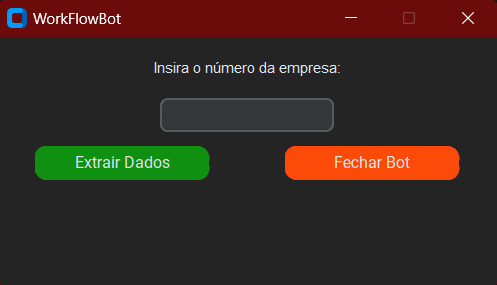 WorkFlowBot
Insira o número da empresa:
Extrair Dados
Fechar Bot